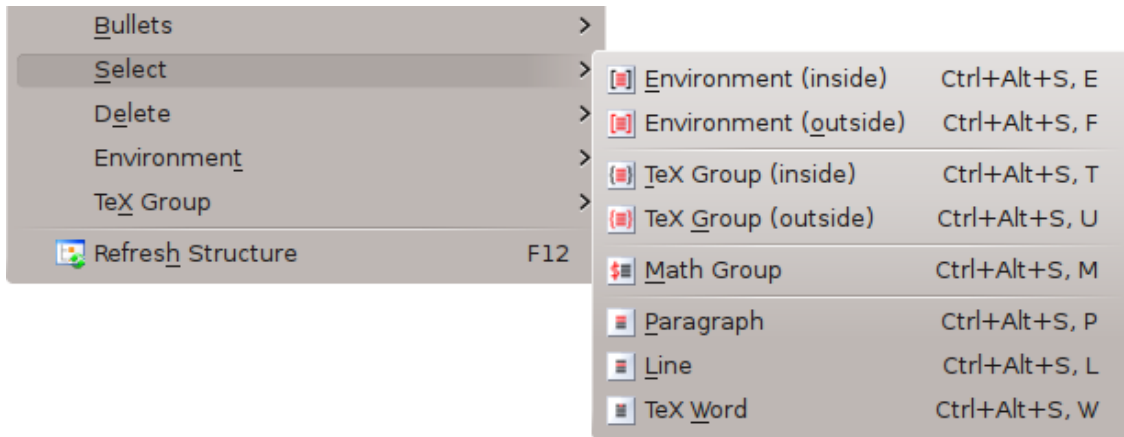 Bullets
Select
Delete
Environment
TeX Group
Refresh Structure F12
Environment (inside) Ctrl+Alt+S, E
Environment (outside) Ctrl+Alt+S, F
TeX Group (inside) Ctrl+Alt+S, T
TeX Group (outside) Ctrl+Alt+S, U
Math Group Ctrl+Alt+S, M
Paragraph Ctrl+Alt+S, P
Line Ctrl+Alt+S, L
TeX Word Ctrl+Alt+S, W